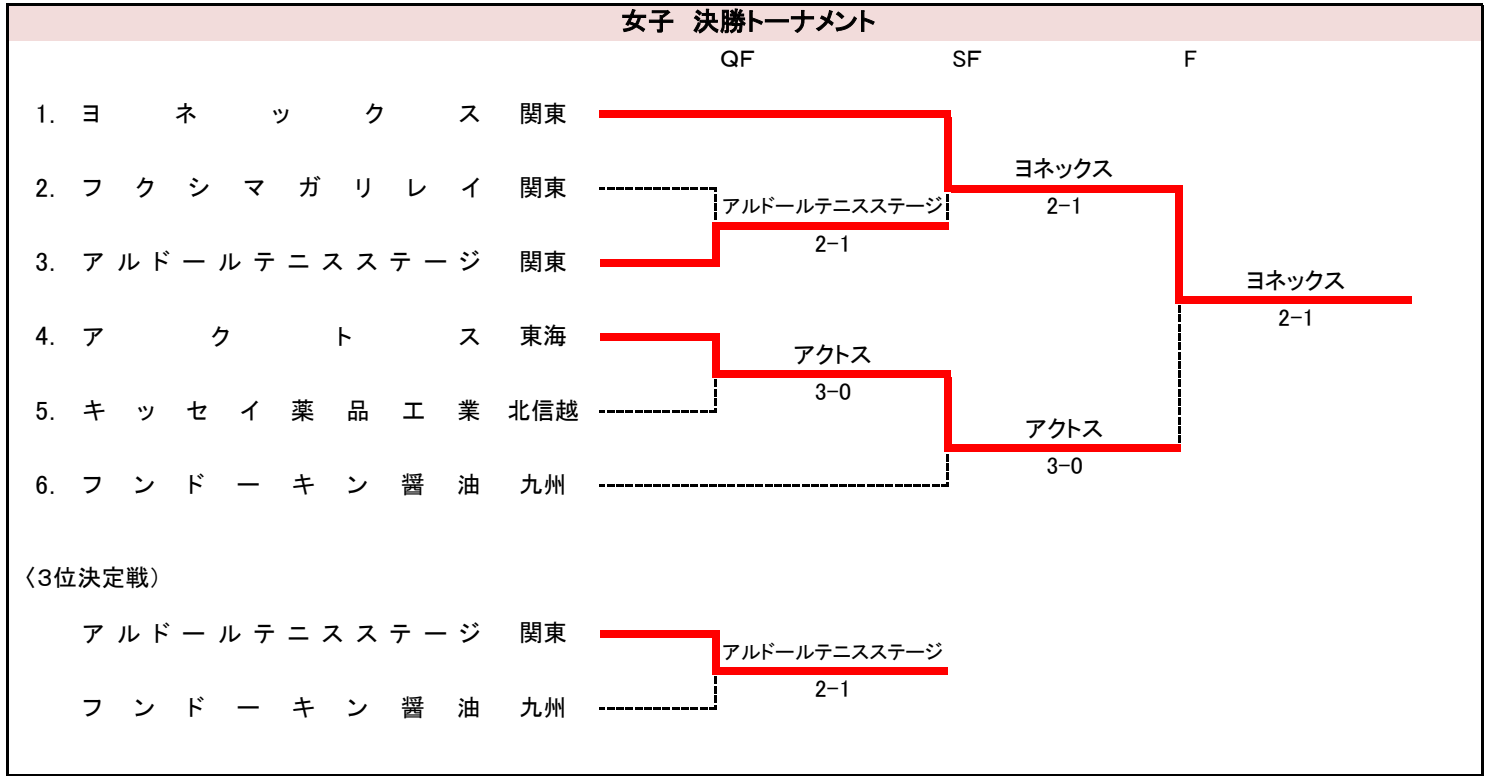 女子 決勝トーナメント
QF SF F
1. ヨネックス 関東
ヨネックス
2. フクシマガリレイ 関東
アルドールテニスステージ 2-1
2-1
3. アルドールテニスステージ 関東
ヨネックス
2-1
4. アクトス 東海
アクトス
3-0
5. キッセイ薬品工業 北信越
アクトス
3-0
6. フンドーキン醤油 九州
〈3位決定戦）
アルドールテニスステージ 関東
アルドールテニスステージ
2-1
フンドーキン醤油 九州